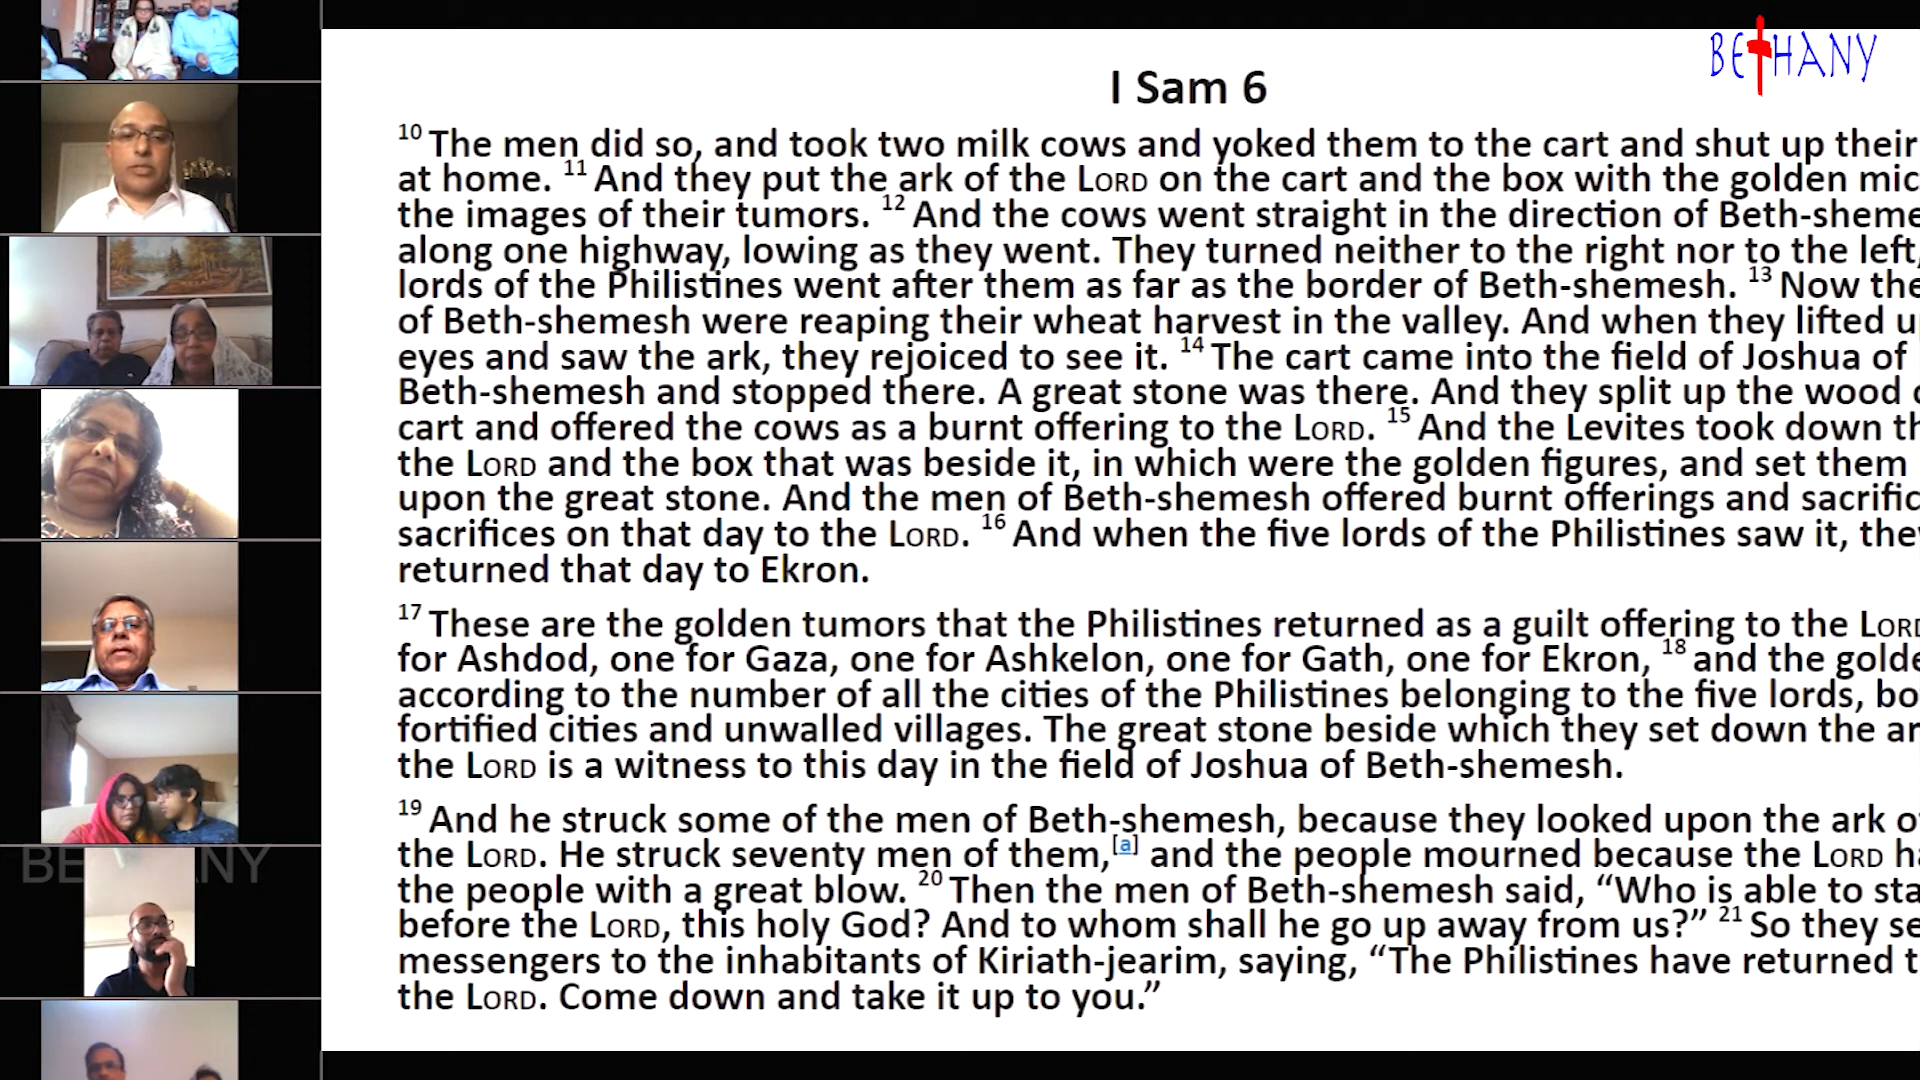 BETHANY
I Sam 6
10 The men did so, and took two milk cows and yoked them to the cart and shut up their
at home. 11 And they put the ark of the LORD on the cart and the box with the golden
the images of their tumors. 12 And the cows went straight in the direction of
along one highway, lowing as they went. They turned neither to the right nor to the left,
lords of the Philistines went after them as far as the border of Beth-shemesh. 13 Now
of Beth-shemesh were reaping their wheat harvest in the valley. And when they lifted
eyes and saw the ark, they rejoiced to see it. 14 The cart came into the field of Joshua of
Beth-shemesh and stopped there. A great stone was there. And they split up the wood
cart and offered the cows as a burnt offering to the LORD. 15 And the Levites took down
the LORD and the box that was beside it, in which were the golden figures, and set them
upon the great stone. And the men of Beth-shemesh offered burnt offerings and
sacrifices on that day to the LORD. 16 And when the five lords of the Philistines saw it,
returned that day to Ekron.
17 These are the golden tumors that the Philistines returned as a guilt offering to the
for Ashdod, one for Gaza, one for Ashkelon, one for Gath, one for Ekron, 18 and the
according to the number of all the cities of the Philistines belonging to the five lords,
fortified cities and unwalled villages. The great stone beside which they set down the
the LORD is a witness to this day in the field of Joshua of Beth-shemesh.
19 And he struck some of the men of Beth-shemesh, because they looked upon the ark
the LORD. He struck seventy men of them,[a] and the people mourned because the LORD
the people with a great blow. 20 Then the men of Beth-shemesh said, “Who is able to
before the LORD, this holy God? And to whom shall he go up away from us?” 21 So they
messengers to the inhabitants of Kiriath-jearim, saying, “The Philistines have returned
the LORD. Come down and take it up to you.”